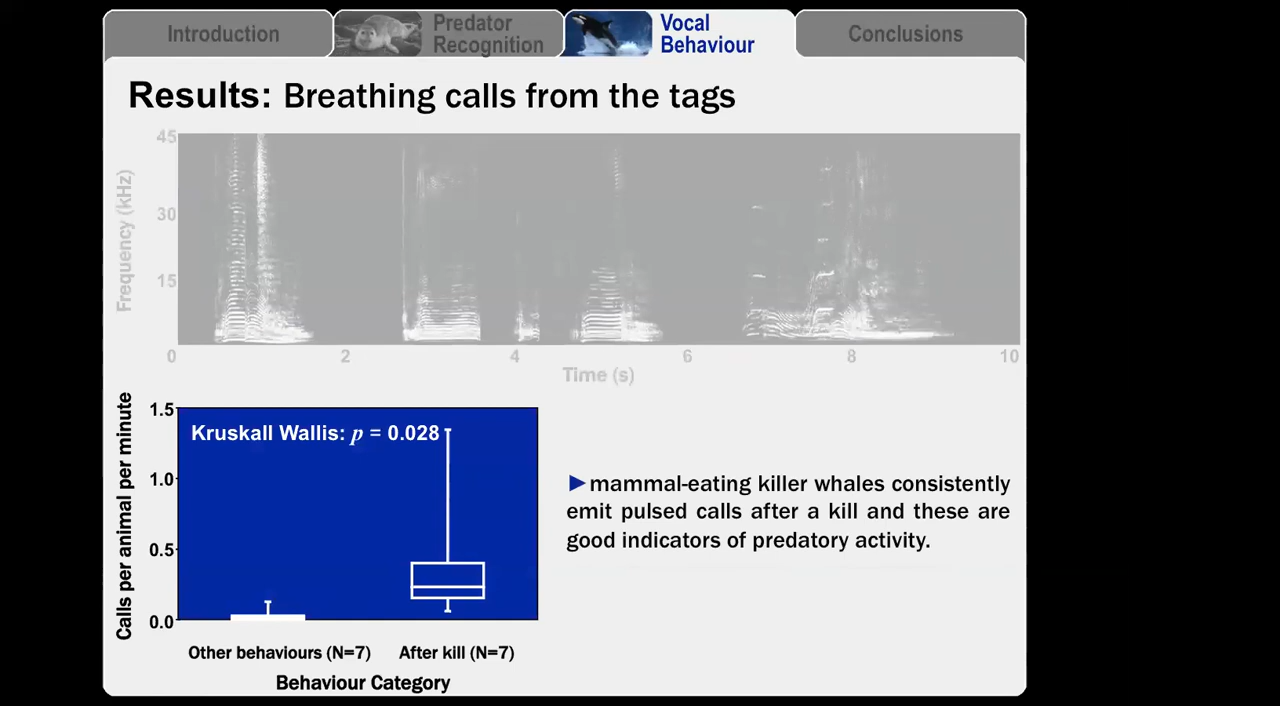 Introduction
Predator
Recognition
Vocal
Behaviour
Conclusions
Results: Breathing calls from the tags
45
30
15
Frequency (kHz)
0 2 4 6 8 10
Time (s)
1.5
1.0
0.5
0.0
Calls per animal per minute
Kruskall Wallis: p = 0.028
Other behaviours (N=7) After kill (N=7)
Behaviour Category
►mammal-eating killer whales consistently
emit pulsed calls after a kill and these are
good indicators of predatory activity.